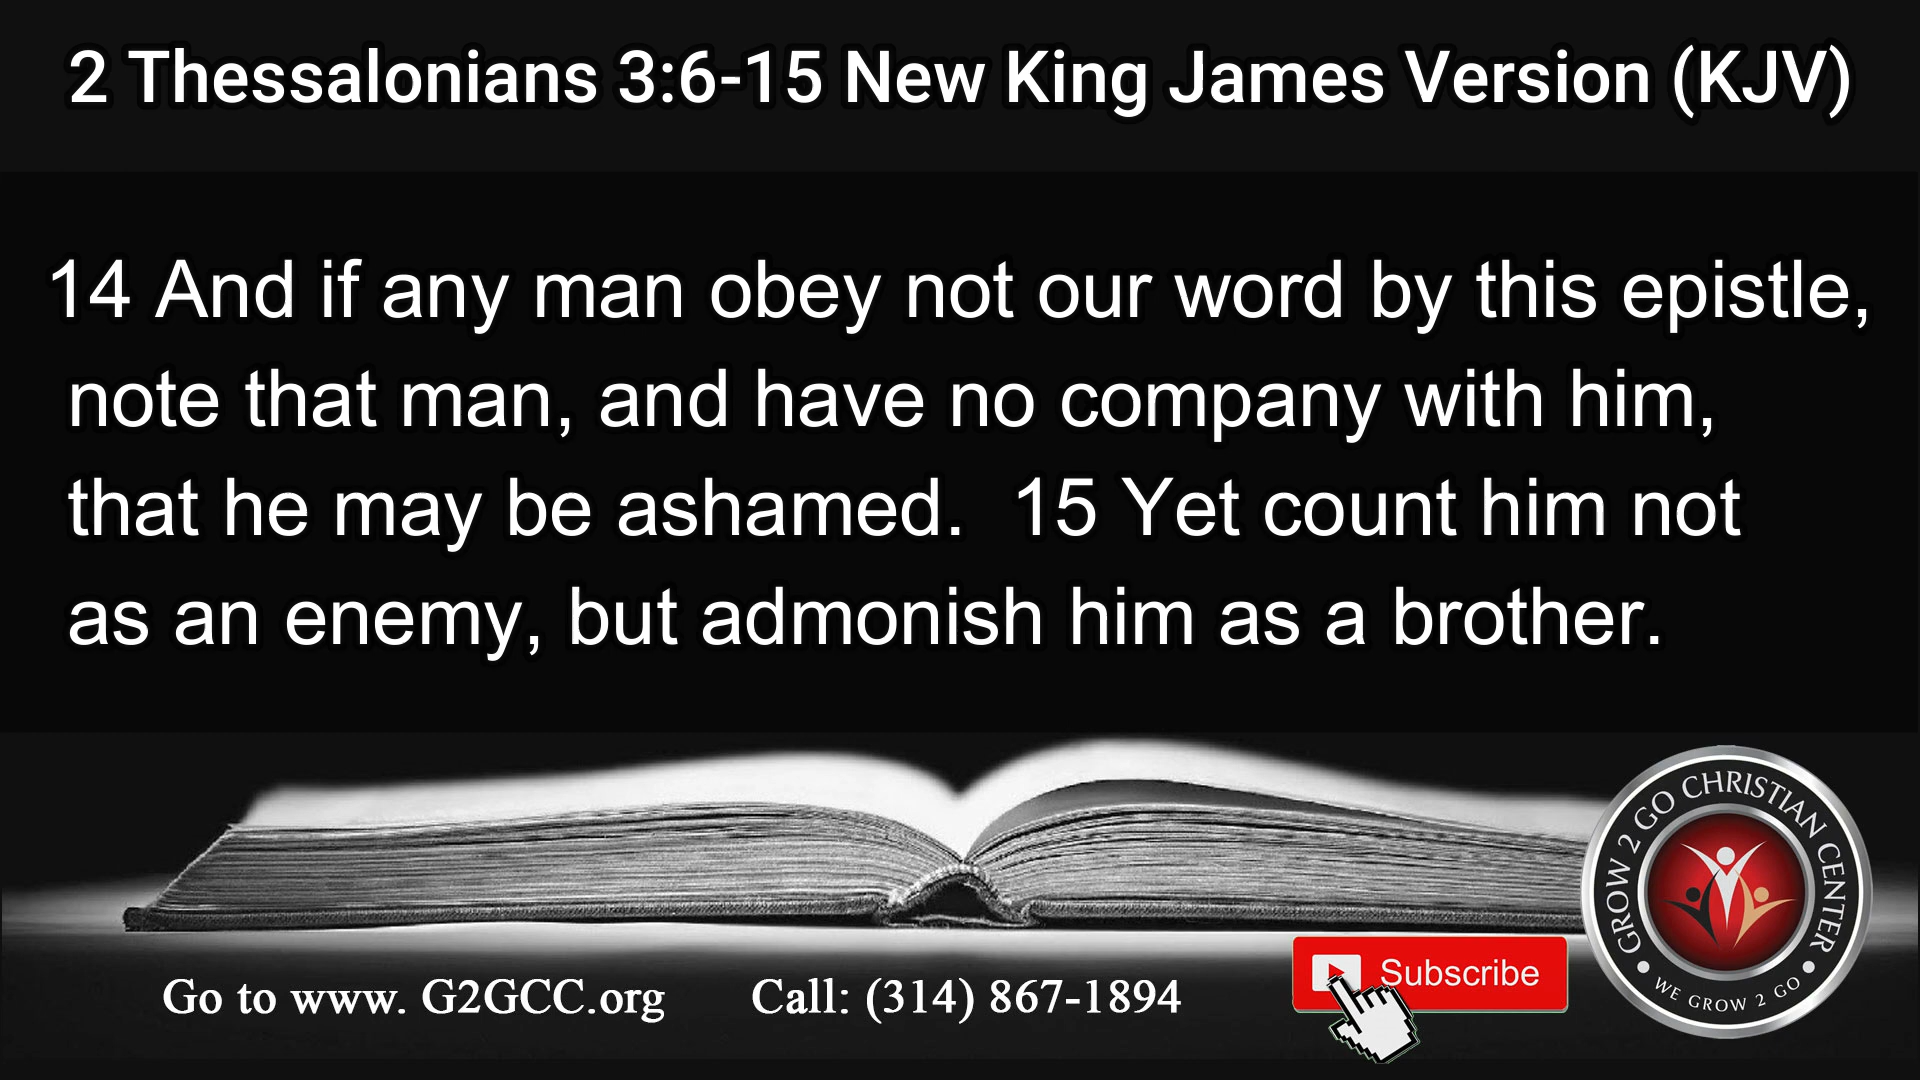 2 Thessalonians 3:6-15 New King James Version (KJV)
14 And if any man obey not our word by this epistle,
note that man, and have no company with him,
that he may be ashamed.  15 Yet count him not
as an enemy, but admonish him as a brother.
Go to www. G2GCC.org
Call: (314) 867-1894
Subscribe
GROW 2 GO CHRISTIAN CENTER
WE GROW 2 GO